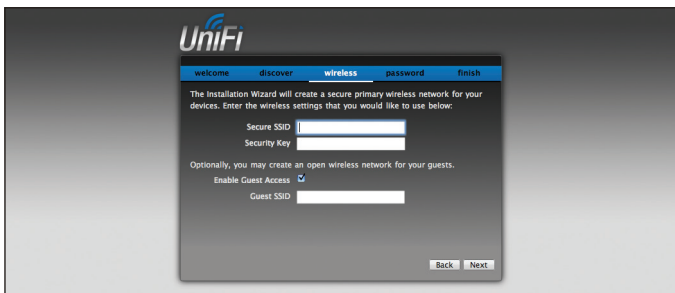 UniFi
welcome discover wireless password finish
The Installation Wizard will create a secure primary wireless network for your
devices. Enter the wireless settings that you would like to use below:
Secure SSID
Security Key
Optionally, you may create an open wireless network for your guests.
Enable Guest Access
Guest SSID
Back Next